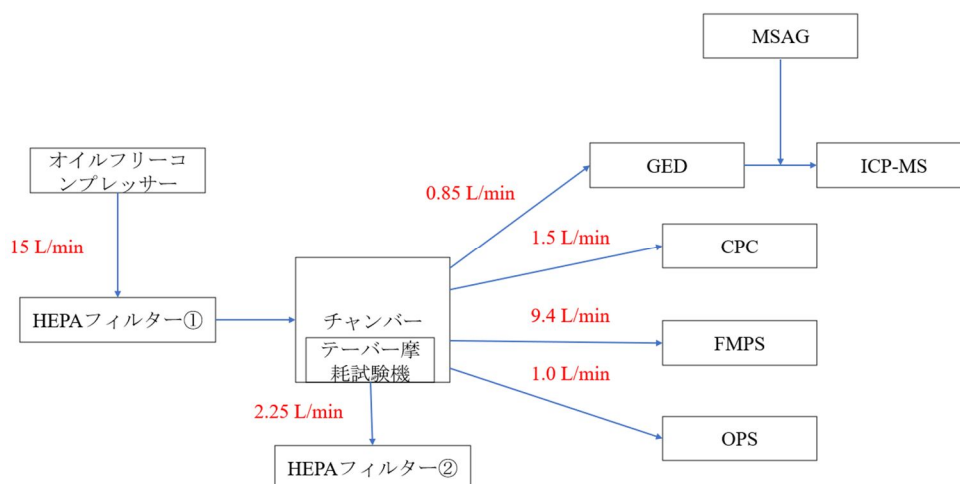 MSAG
オイルフリーコ
ンプレッサー
GED
ICP-MS
0.85 L/min
15 L/min
1.5 L/min
CPC
HEPAフィルター①
チャンバー
9.4 L/min
FMPS
テーバー摩
耗試験機
1.0 L/min
2.25 L/min
OPS
HEPAフィルター②